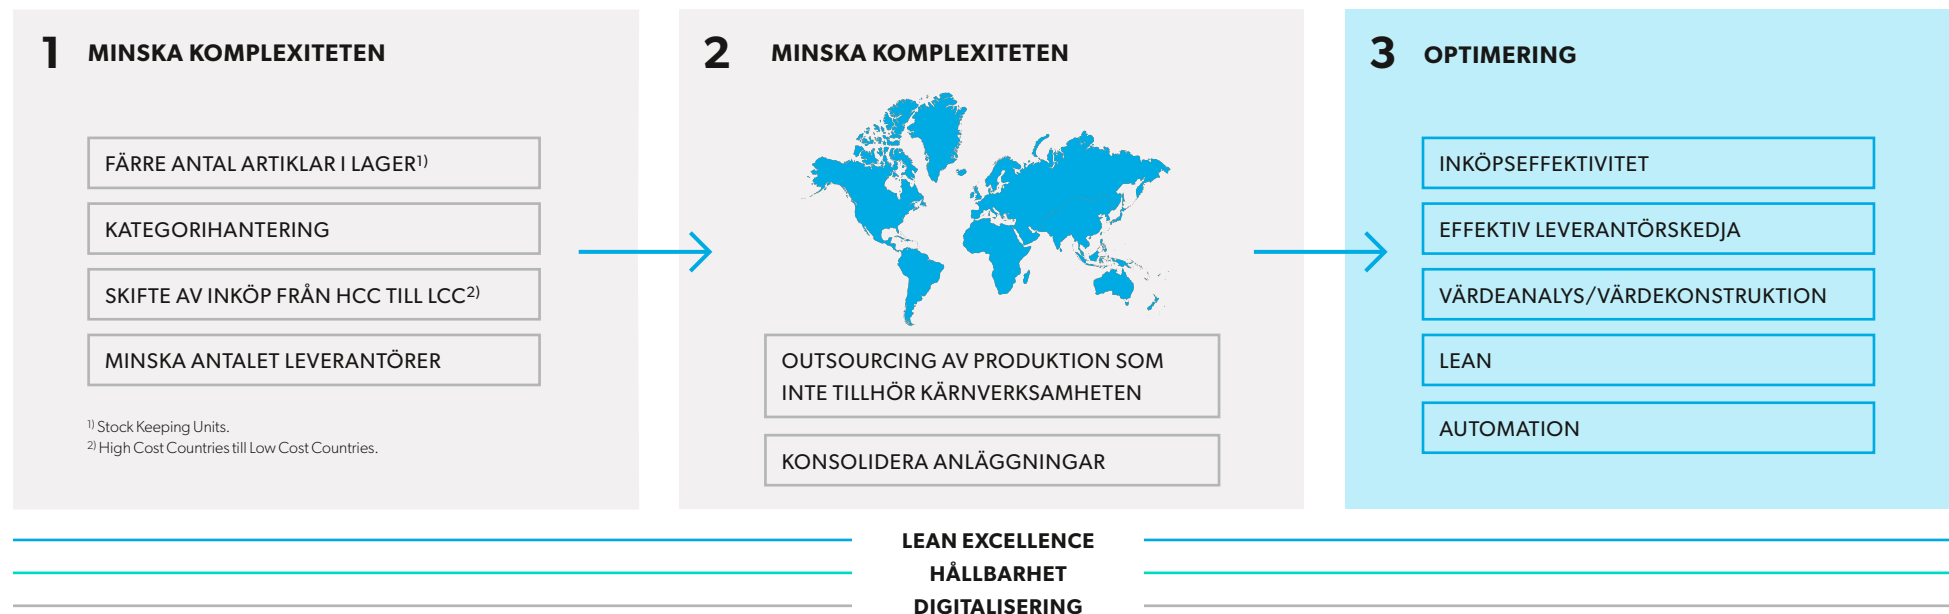 1 MINSKA KOMPLEXITETEN
FÄRRE ANTAL ARTIKLAR I LAGER1)
KATEGORIHANTERING
SKIFTE AV INKÖP FRÅN HCC TILL LCC2)
MINSKA ANTALET LEVERANTÖRER
1) Stock Keeping Units.
2) High Cost Countries till Low Cost Countries.
2 MINSKA KOMPLEXITETEN
OUTSOURCING AV PRODUKTION SOM
INTE TILLHÖR KÄRNVERKSAMHETEN
KONSOLIDERA ANLÄGGNINGAR
3 OPTIMERING
INKÖPSEFFEKTIVITET
EFFEKTIV LEVERANTÖRSKEDJA
VÄRDEANALYS/VÄRDEKONSTRUKTION
LEAN
AUTOMATION
LEAN EXCELLENCE
HÅLLBARHET
DIGITALISERING